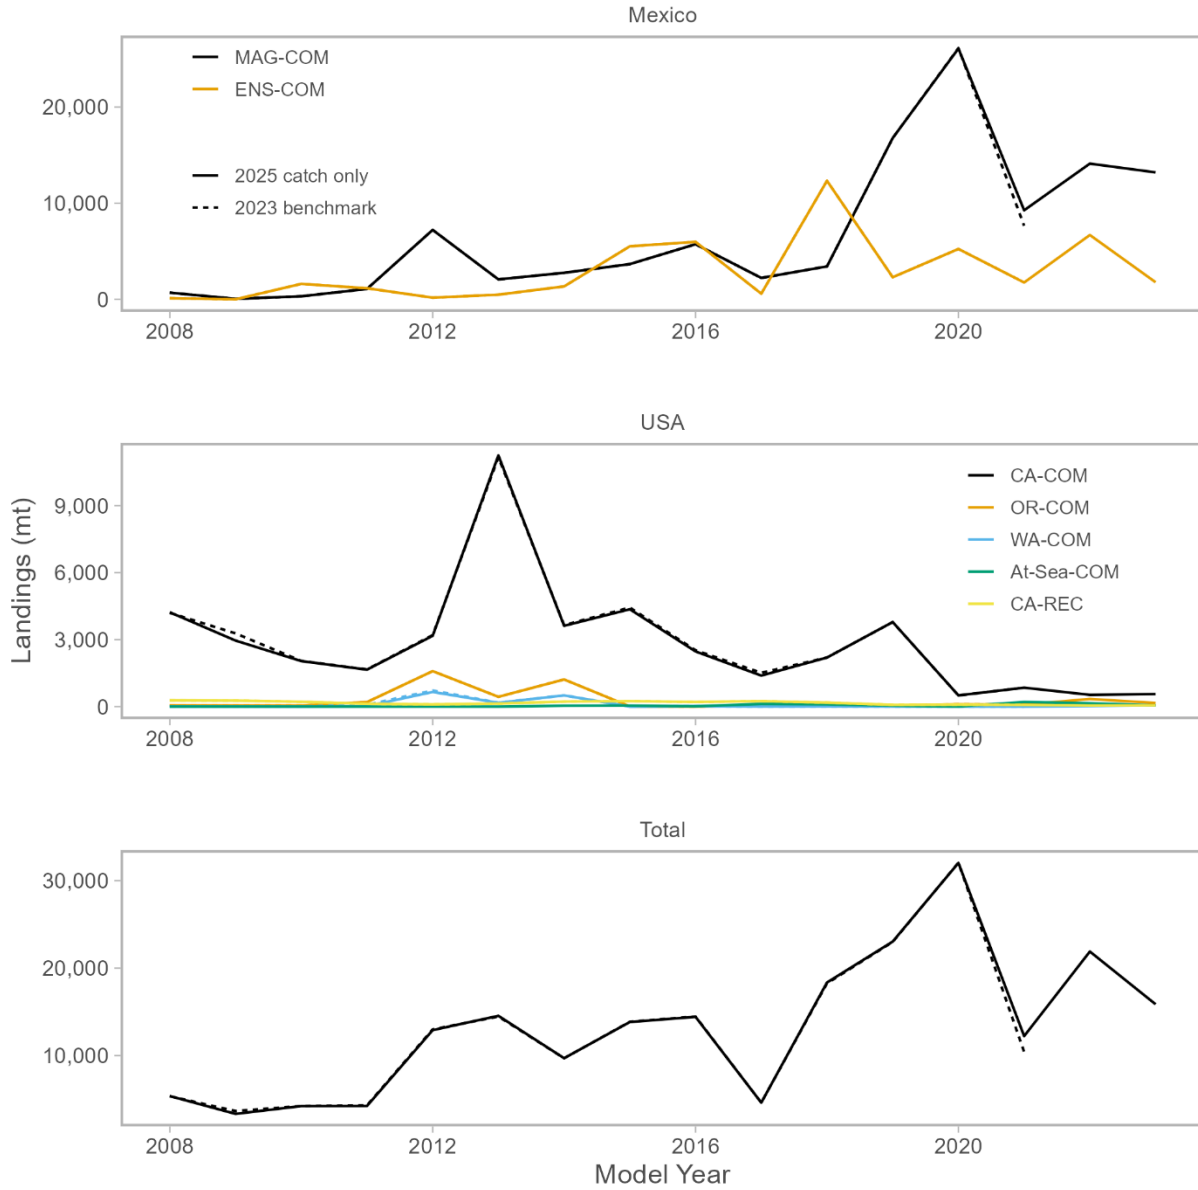 Mexico
MAG-COM
ENS-COM
2025 catch only
2023 benchmark
20,000
10,000
0
2008
2012
2016
2020
USA
CA-COM
OR-COM
WA-COM
At-Sea-COM
CA-REC
Landings (mt)
9,000
6,000
3,000
0
2008
2012
2016
2020
Total
30,000
20,000
10,000
2008
2012
2016
2020
Model Year